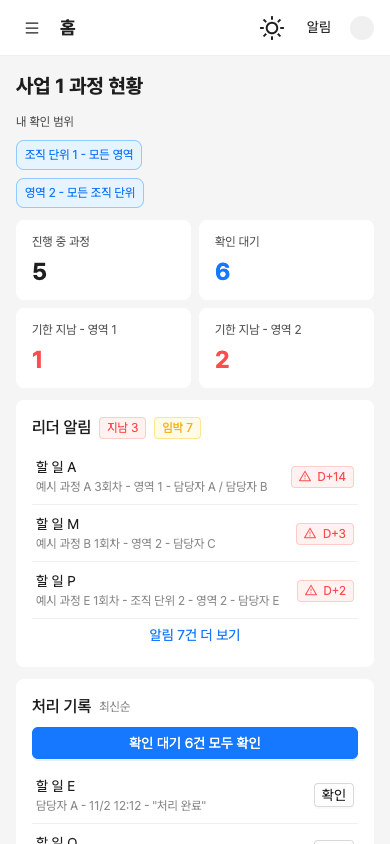 홈
알림
사업 1 과정 현황
내 확인 범위
조직 단위 1 - 모든 영역
영역 2 - 모든 조직 단위
진행 중 과정
5
확인 대기
6
기한 지남 - 영역 1
1
기한 지남 - 영역 2
2
리더 알림 지남 3 임박 7
할 일 A
예시 과정 A 3회차 - 영역 1 - 담당자 A / 담당자 B
D+14
할 일 M
예시 과정 B 1회차 - 영역 2 - 담당자 C
D+3
할 일 P
예시 과정 E 1회차 - 조직 단위 2 - 영역 2 - 담당자 E
D+2
알림 7건 더 보기
처리 기록 최신순
확인 대기 6건 모두 확인
할 일 E
담당자 A - 11/2 12:12 - "처리 완료"
확인